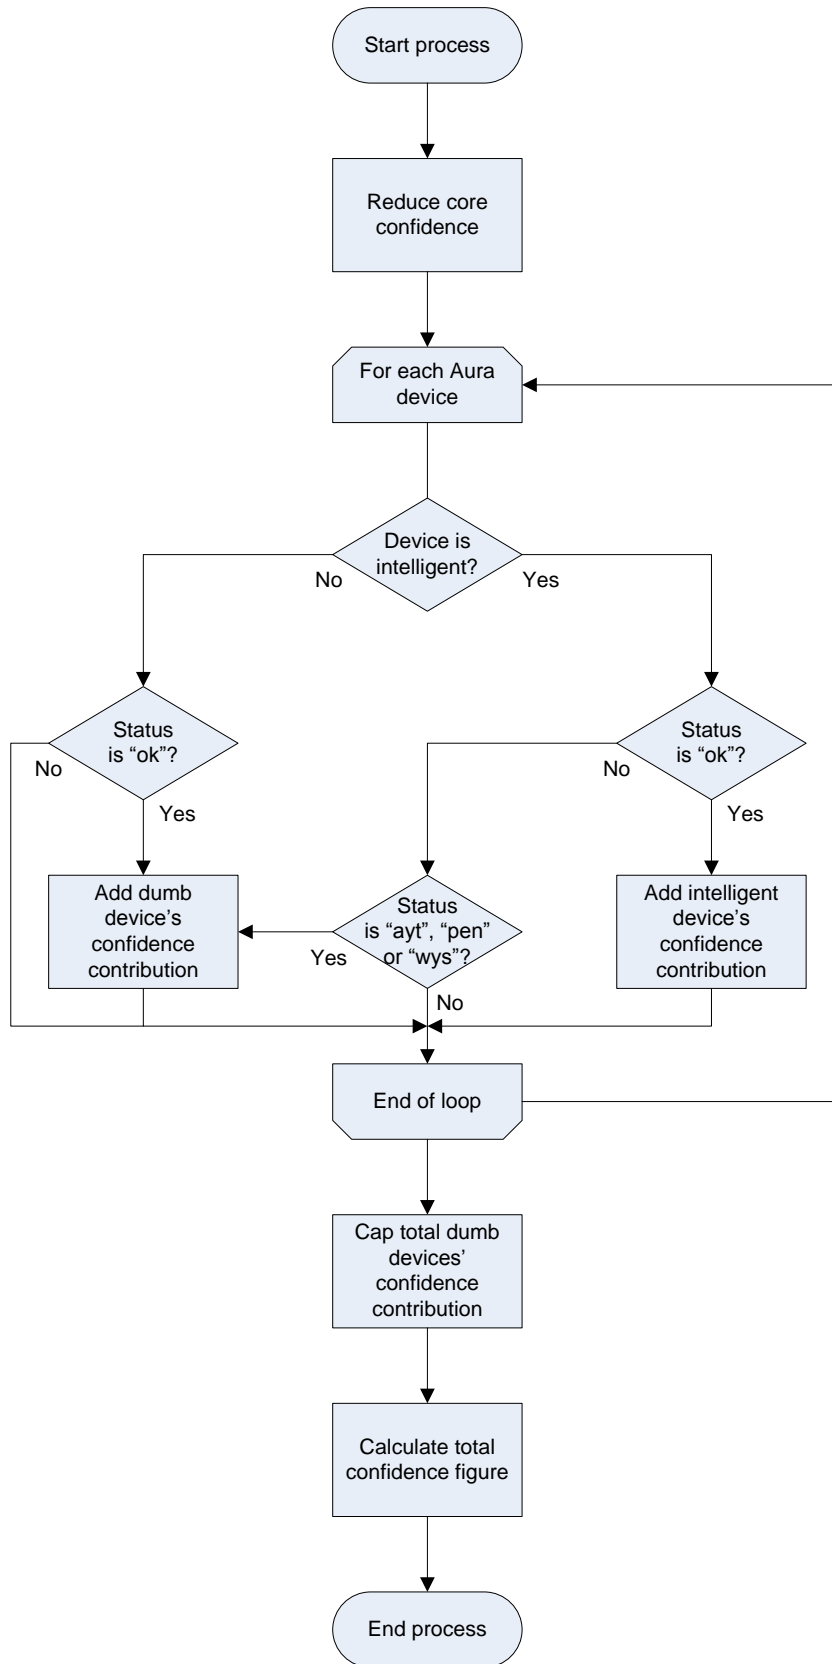 Start process
Reduce core
confidence
For each Aura
device
Device is
intelligent?
No
Yes
Status
is “ok”?
No
Yes
Status
is “ok”?
No
Yes
Add dumb
device’s
confidence
contribution
Status
is “ayt”, “pen”
or “wys”?
Yes
No
Add intelligent
device’s
confidence
contribution
End of loop
Cap total dumb
devices’
confidence
contribution
Calculate total
confidence figure
End process